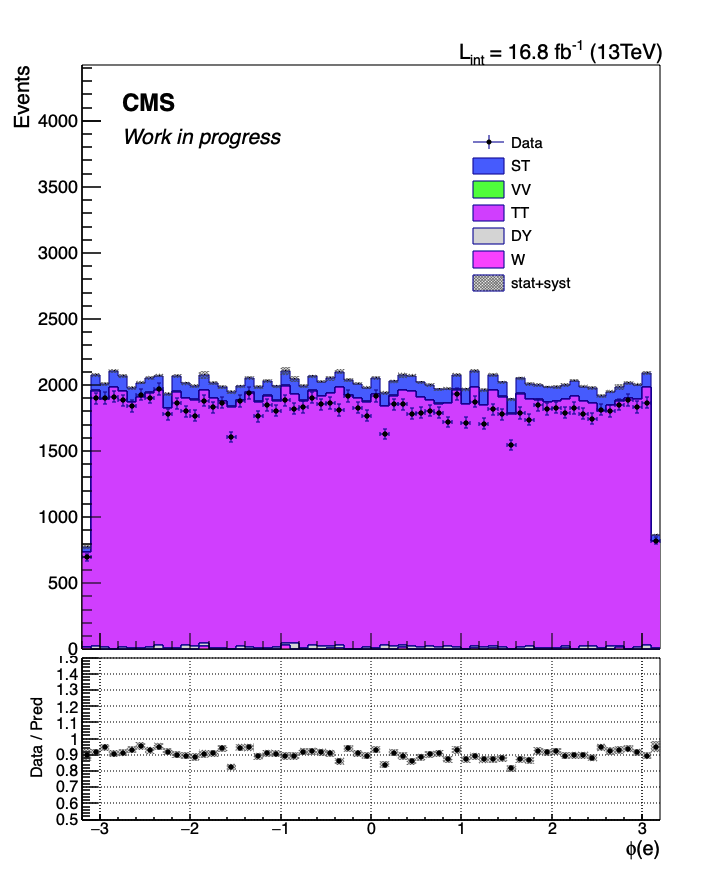 L_int = 16.8 fb^-1 (13TeV)
Events
CMS
Work in progress
Data
ST
VV
TT
DY
W
stat+syst
4000
3500
3000
2500
2000
1500
1000
500
0
Data / Pred
1.5
1.4
1.3
1.2
1.1
1
0.9
0.8
0.7
0.6
0.5
−3 −2 −1 0 1 2 3
ϕ(e)